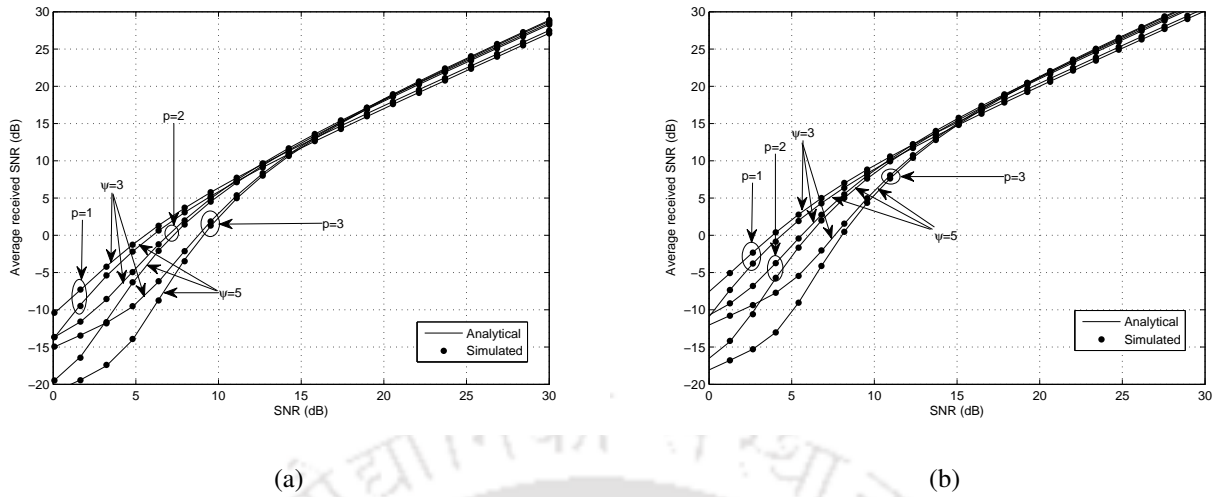 30
25
20
15
10
5
0
−5
−10
−15
−20
0
5
10
15
20
25
30
SNR (dB)
Average received SNR (dB)
p=1
ψ=3
p=2
p=3
ψ=5
Analytical
Simulated
(a)
30
25
20
15
10
5
0
−5
−10
−15
−20
0
5
10
15
20
25
30
SNR (dB)
Average received SNR (dB)
p=1
p=2
ψ=3
p=3
ψ=5
Analytical
Simulated
(b)